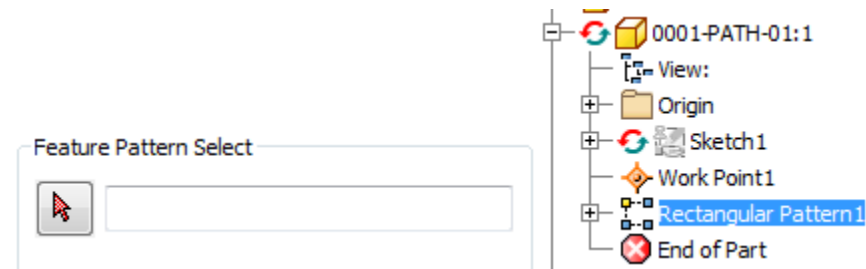 0001-PATH-01:1
View:
Origin
Feature Pattern Select
Sketch1
Work Point1
Rectangular Pattern1
End of Part